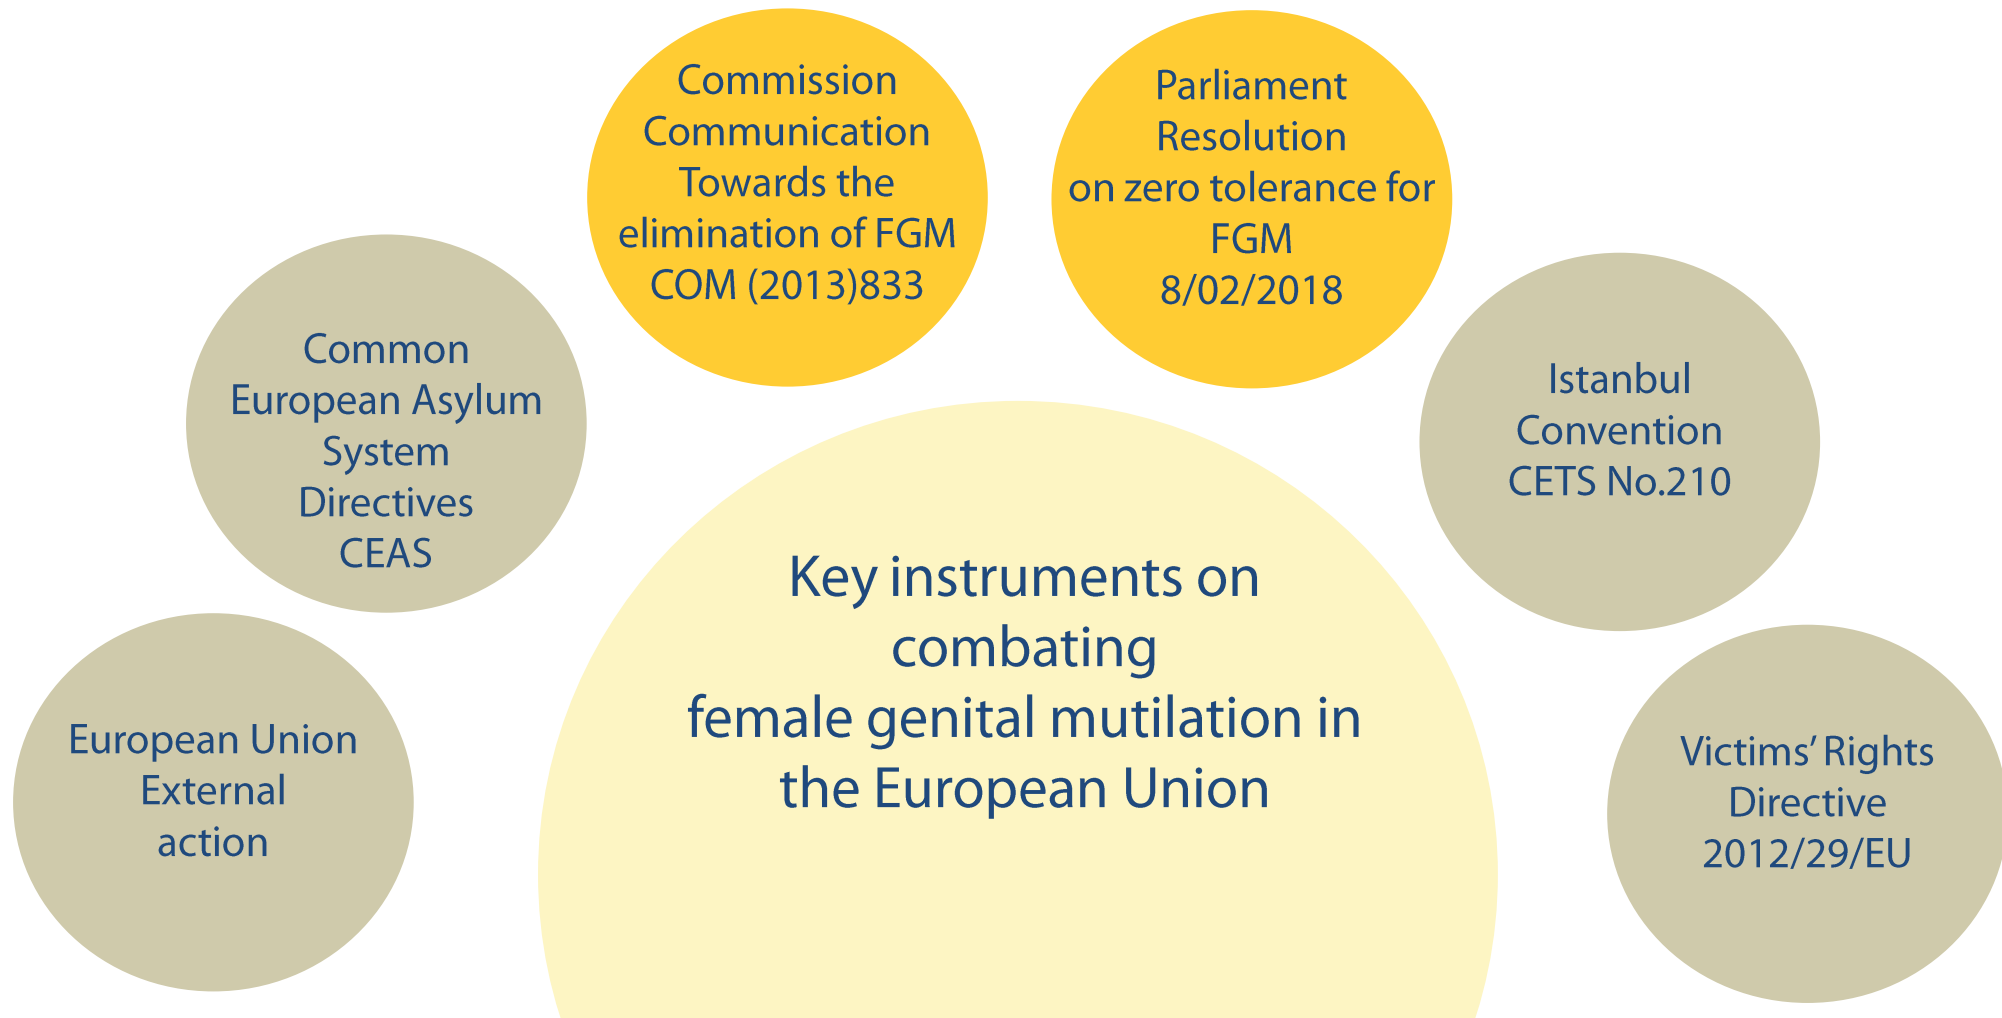 Commission
Communication
Towards the
elimination of FGM
COM (2013)833
Parliament
Resolution
on zero tolerance for
FGM
8/02/2018
Common
European Asylum
System
Directives
CEAS
Istanbul
Convention
CETS No.210
European Union
External
action
Key instruments on
combating
female genital mutilation in
the European Union
Victims’ Rights
Directive
2012/29/EU